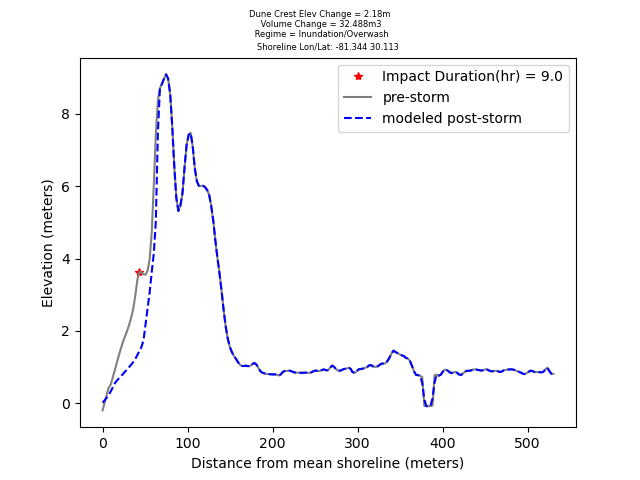 Dune Crest Elev Change = 2.18m
Volume Change = 32.488m3
Regime = Inundation/Overwash
Shoreline Lon/Lat: -81.344 30.113
Impact Duration(hr) = 9.0
pre-storm
modeled post-storm
Elevation (meters)
8
6
4
2
0
0 100 200 300 400 500
Distance from mean shoreline (meters)